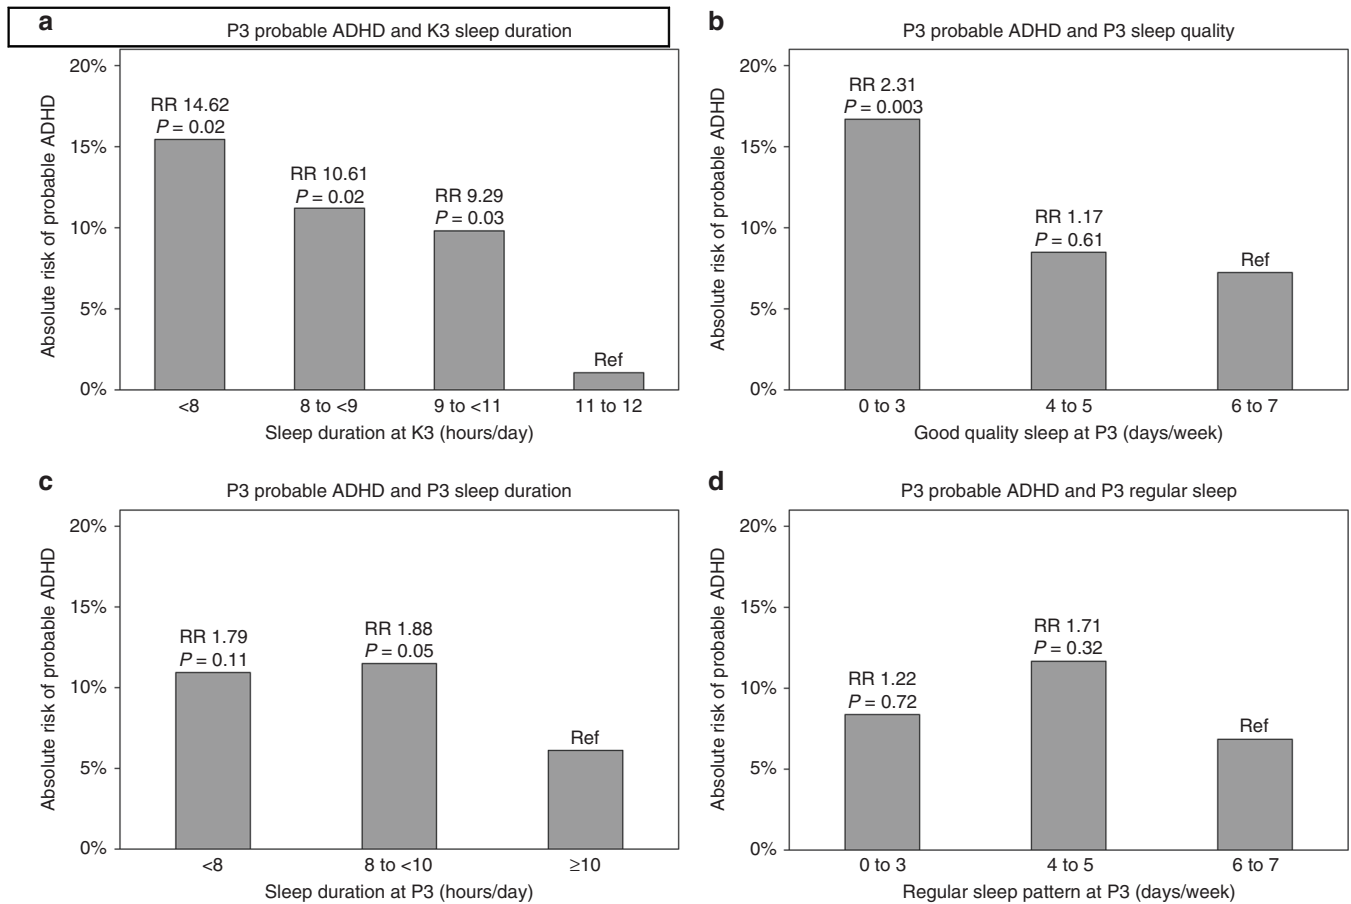 a
P3 probable ADHD and K3 sleep duration
Absolute risk of probable ADHD
20%
15%
10%
5%
0%
RR 14.62
P = 0.02
RR 10.61
P = 0.02
RR 9.29
P = 0.03
Ref
<8
8 to <9
9 to <11
11 to 12
Sleep duration at K3 (hours/day)
b
P3 probable ADHD and P3 sleep quality
Absolute risk of probable ADHD
20%
15%
10%
5%
0%
RR 2.31
P = 0.003
RR 1.17
P = 0.61
Ref
0 to 3
4 to 5
6 to 7
Good quality sleep at P3 (days/week)
c
P3 probable ADHD and P3 sleep duration
Absolute risk of probable ADHD
20%
15%
10%
5%
0%
RR 1.79
P = 0.11
RR 1.88
P = 0.05
Ref
<8
8 to <10
≥10
Sleep duration at P3 (hours/day)
d
P3 probable ADHD and P3 regular sleep
Absolute risk of probable ADHD
20%
15%
10%
5%
0%
RR 1.22
P = 0.72
RR 1.71
P = 0.32
Ref
0 to 3
4 to 5
6 to 7
Regular sleep pattern at P3 (days/week)